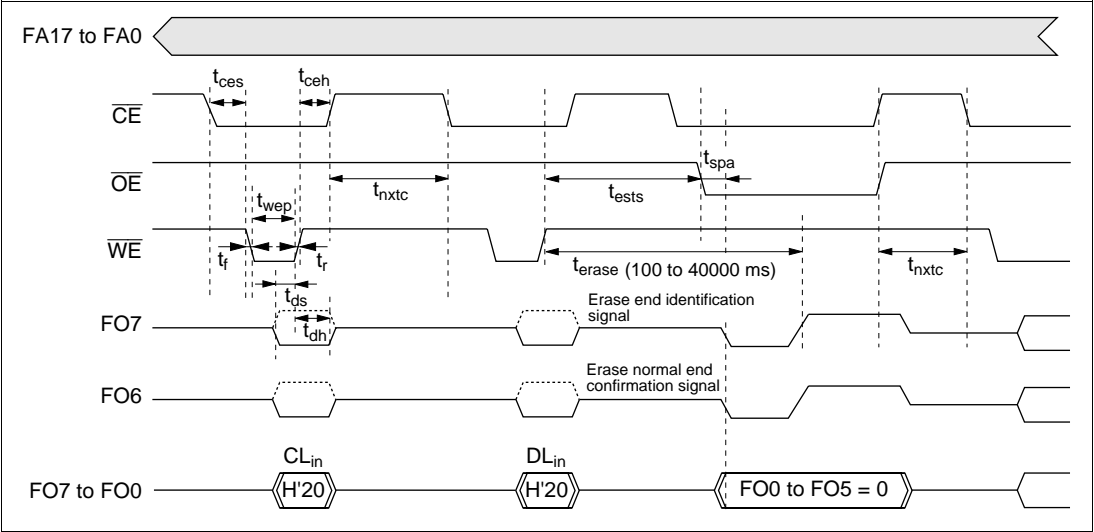 FA17 to FA0
tces
tceh
CE
tspa
OE
tnxtc
tests
twep
WE
tf
tr
terase (100 to 40000 ms)
tnxtc
tds
Erase end identification
signal
FO7
tdh
Erase normal end
confirmation signal
FO6
CLin
DLin
FO7 to FO0
H'20
H'20
FO0 to FO5 = 0